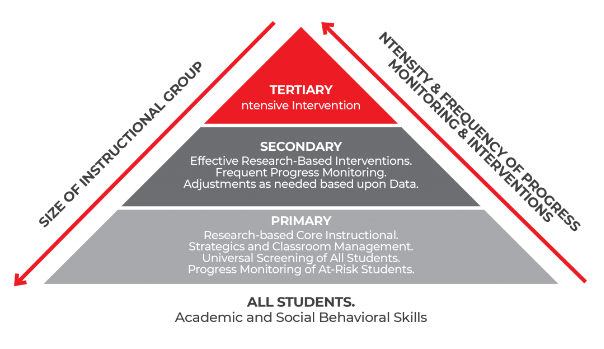 SIZE OF INSTRUCTIONAL GROUP
NTENSITY & FREQUENCY OF PROGRESS
MONITORING & INTERVENTIONS
TERTIARY
ntensive Intervention
SECONDARY
Effective Research-Based Interventions.
Frequent Progress Monitoring.
Adjustments as needed based upon Data.
PRIMARY
Research-based Core Instructional.
Strategics and Classroom Management.
Universal Screening of All Students.
Progress Monitoring of At-Risk Students.
ALL STUDENTS.
Academic and Social Behavioral Skills